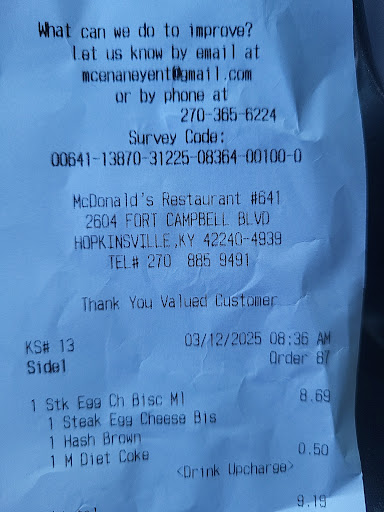 What can we do to improve?
Let us know by email at
mcenaneyent@gmail.com
or by phone at
270-365-6224
Survey Code:
00641-13870-31225-08364-00100-0
McDonald's Restaurant #641
2604 FORT CAMPBELL BLVD
HOPKINSVILLE,KY 42240-4939
TEL# 270 885 9491
Thank You Valued Customer
KS# 13 03/12/2025 08:36 AM
Side1 Order 87
1 Stk Egg Ch Bisc Ml 8.69
1 Steak Egg Cheese Bis
1 Hash Brown
1 M Diet Coke 0.50
<Drink Upcharge>
9.19